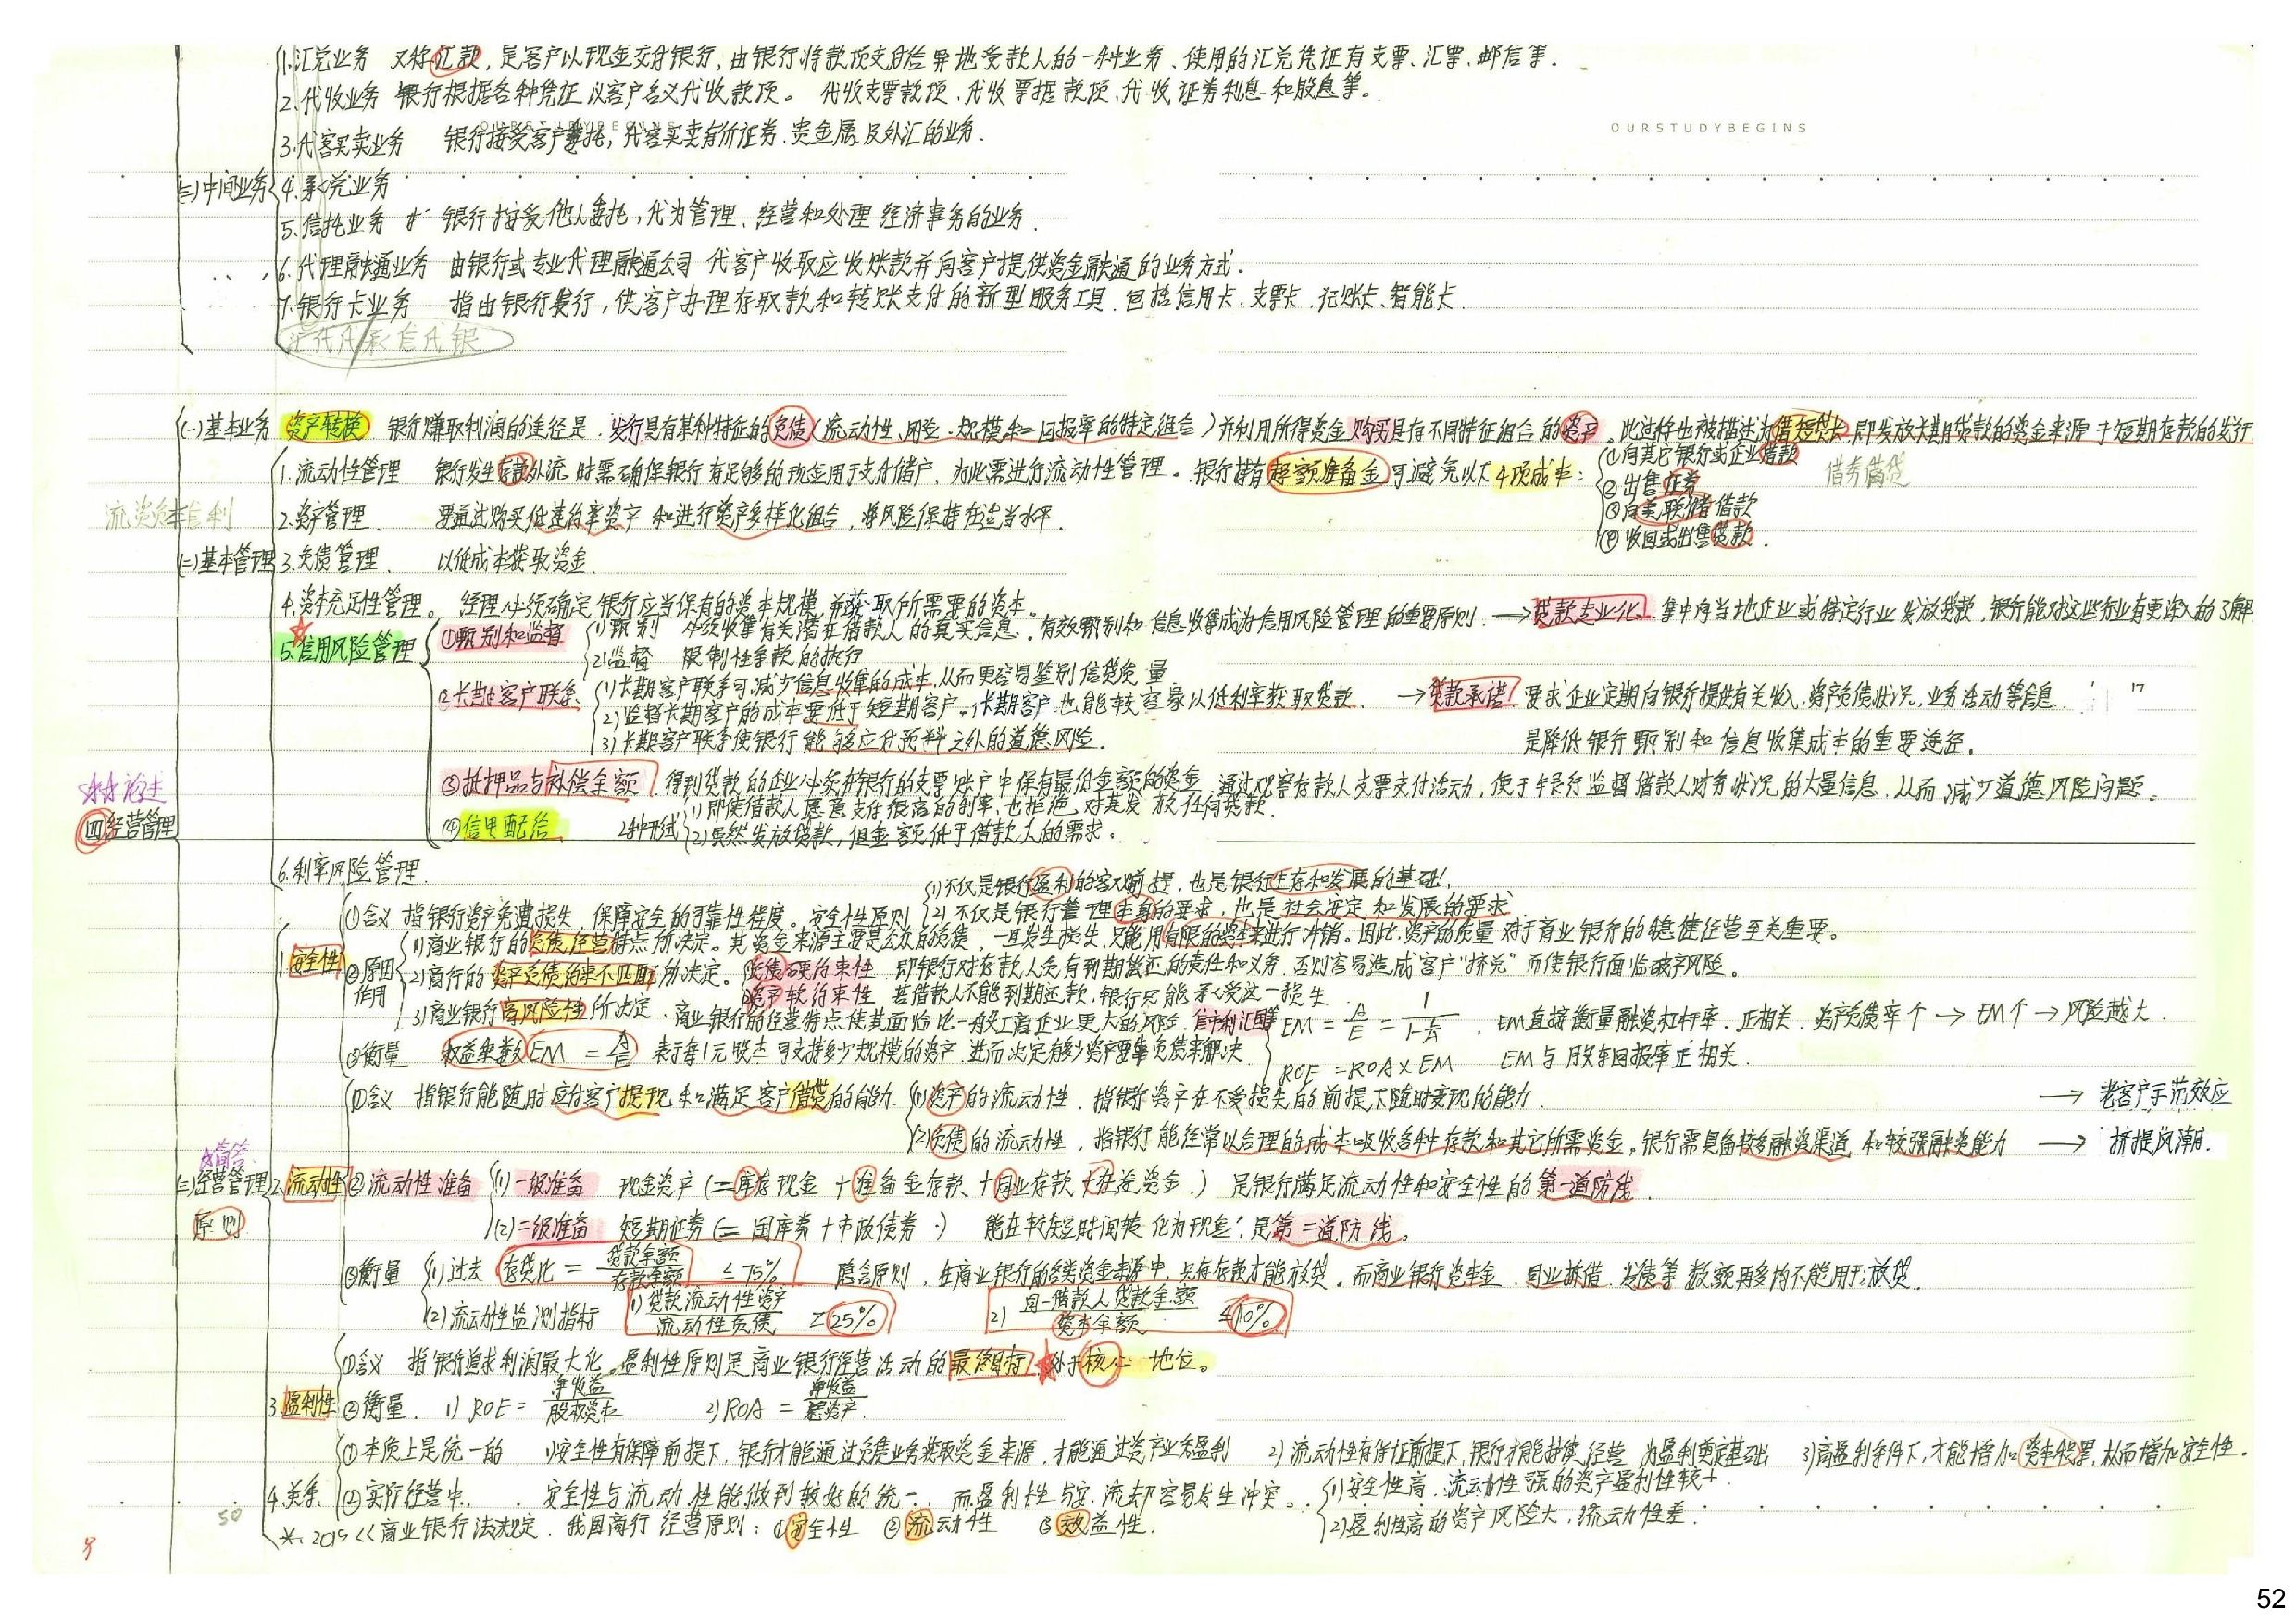 1.汇兑业务 又称汇款，是客户以现金交付银行，由银行将款项支付给异地受款人的一种业务。使用的汇兑凭证有支票、汇票、邮信等.
2.代收业务 银行根据各种凭证以客户名义代收款项。 代收支票款项、代收票据款项、代收证券利息和股息等。
OURSTUDYBEGINS
OURSTUDYBEGINS
3.代客买卖业务 银行接受客户委托，代客买卖有价证券、贵金属及外汇的业务.
(三)中间业务
4.承兑业务
5.信托业务 银行接受他人委托，代为管理、经营和处理经济事务的业务.
6.代理融通业务 由银行或专业代理融通公司代客户收取应收账款并向客户提供资金融通的业务方式.
7.银行卡业务 指由银行发行，供客户办理存取款和转账支付的新型服务工具.包括信用卡、支票卡、记账卡、智能卡.
汇代代承信代银
(一)基本业务 资产转换 银行赚取利润的途径是.发行具有某种特征的负债(流动性、风险、规模和回报率的特定组合)并利用所得资金购买具有不同特征组合的资产。此过程也被描述为借短贷长.即发放长期贷款的资金来源于短期存款的发行
1.流动性管理 银行发生存款外流时需确保银行有足够的现金用于支付储户，为此需进行流动性管理。银行持有超额准备金可避免以下4项成本：
①向其它银行或企业借款
借券储贷
②出售证券
流资负本信利
2.资产管理. 要通过购买低违约率资产和进行资产多样化组合，将风险保持在适当水平.
③向美联储借款
④收回或出售贷款.
(二)基本管理
3.负债管理. 以低成本获取资金.
4.资本充足性管理。 经理必须确定银行应当保有的资本规模,并获取所需要的资本。
5.信用风险管理
①甄别和监督
1)甄别 必须收集有关潜在借款人的真实信息.有效甄别和信息收集成为信用风险管理的重要原则.→贷款专业化.集中向当地企业或特定行业发放贷款，银行能对这些行业有更深入的了解
2)监督 限制性条款的执行
②长期客户联系.
1)长期客户联系可减少信息收集的成本.从而更容易鉴别信贷质量
2)监督长期客户的成本要低于短期客户.(长期客户也能较容易以低利率获取贷款. →贷款承诺!要求企业定期向银行提供有关收入、资产负债状况，业务活动等信息.
17
3)长期客户联系使银行能够应付预料之外的道德风险.
是降低银行甄别和信息收集成本的重要途径.
论述
③抵押品与补偿余额.得到贷款的企业必须在银行的支票账户中保有最低金额的资金.通过观察存款人支票支付活动，便于银行监督借款人财务状况的大量信息.从而减少道德风险问题。
(四)经营管理
④信用配给 2种形式
1)即使借款人愿意支付很高的利率,也拒绝对其发放任何贷款.
2)虽然发放贷款，但金额低于借款人的需求.
6.利率风险管理.
1.安全性
①含义 指银行资产免遭损失、保障安全的可靠性程度。安全性原则
1)不仅是银行盈利的客观前提，也是银行生存和发展的基础!
2)不仅是银行管理本身的要求，也是社会安定和发展的要求
②原因作用
1)商业银行的负债经营特点所决定。其资金来源主要是公众的负债，一旦发生损失,只能用有限的资本来进行冲销。因此.资产的质量对于商业银行的稳健经营至关重要。
2)商行的资产负债约束不匹配所决定。负债硬约束性 即银行对存款人负有到期偿还的责任和义务.否则容易造成客户“挤兑”而使银行面临破产风险。
资产软约束性 若借款人不能到期还款,银行只能承受这一损失.
3)商业银行高风险性所决定.商业银行的经营特点使其面临比一般工商企业更大的风险.信市利汇国
③衡量 权益乘数(EM=A/E)表示每1元股本可支持多少规模的资产.进而决定有多少资产要靠负债来解决.
EM=A/E=1/(1-L/A) .EM直接衡量融资杠杆率.正相关.资产负债率个→EM个→风险越大.
ROE=ROA×EM EM与股东回报率正相关.
(二)经营管理原则
简答.
2.流动性
①含义 指银行能随时应付客户提现和满足客户借贷的能力
(1)资产的流动性.指银行资产在不受损失的前提下随时变现的能力.
→老客户示范效应
(2)负债的流动性，指银行能经常以合理的成本吸收各种存款和其它所需资金.银行需具备较多融资渠道.和较强融资能力 →挤提风潮.
②流动性准备
(1)一级准备 现金资产(=库存现金+准备金存款+同业存款+在途资金.) 是银行满足流动性和安全性的第一道防线.
(2)二级准备 短期证券(=国库券+市政债券.) 能在较短时间转化为现金.是第二道防线。
③衡量
(1)过去 存贷比=贷款余额/存款余额 ≤75% 隐含原则.在商业银行的各类资金来源中,只有存款才能放贷.而商业银行资本金.同业拆借.发债等数额再多均不能用于放贷.
(2)流动性监测指标 1)贷款流动性资产/流动性负债 ≥25% 2)同一借款人贷款余额/资本余额 ≤10%
3.盈利性
①含义 指银行追求利润最大化.盈利性原则是商业银行经营活动的最终目标.处于核心地位。
②衡量. 1)ROE=净收益/股权资本 2)ROA=净收益/总资产.
4.关系.
①本质上是统一的 1)安全性有保障前提下.银行才能通过负债业务获取资金来源.才能通过资产业务盈利 2)流动性有保证前提下,银行才能持续经营.为盈利奠定基础 3)高盈利条件下,才能增加资本积累,从而增加安全性.
②实际经营中. 安全性与流动性能做到较好的统一.而盈利性与安.流却容易发生冲突.
1)安全性高.流动性强的资产盈利性较小
2)盈利性高的资产风险大，流动性差.
*.2015《商业银行法》规定.我国商行经营原则：①安全性 ②流动性 ③效益性.
50
52